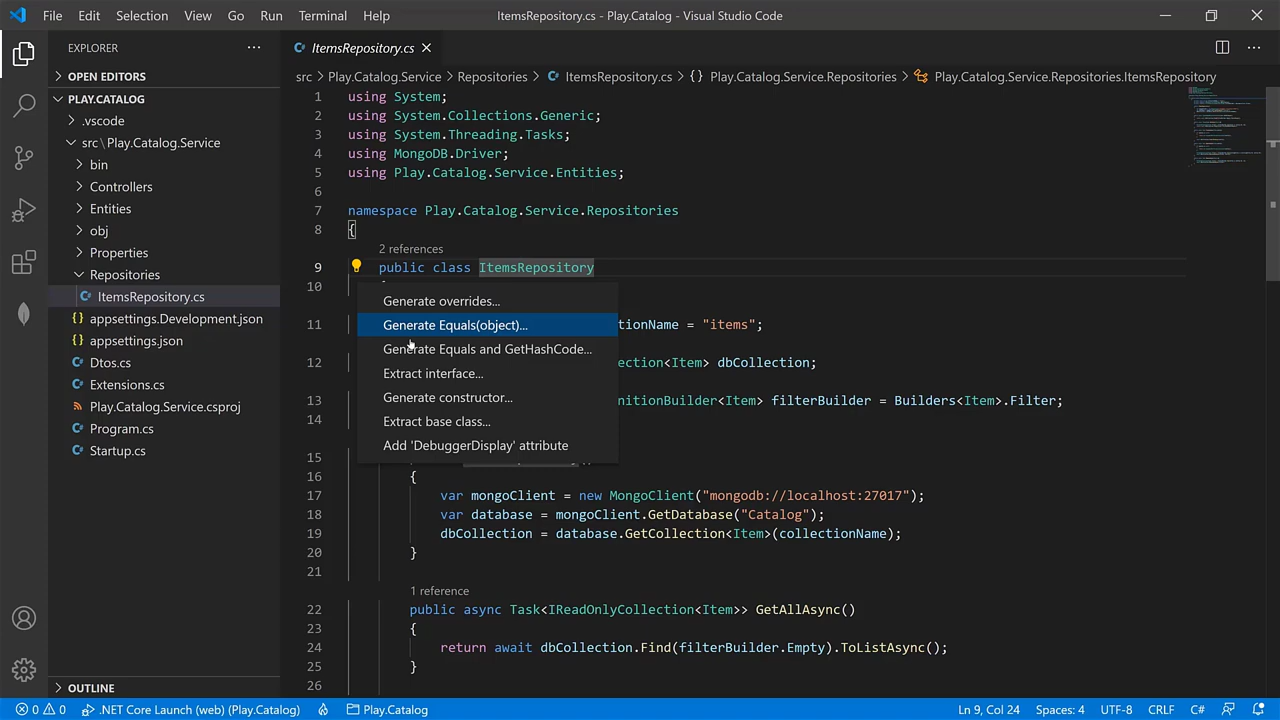 File Edit Selection View Go Run Terminal Help ItemsRepository.cs - Play.Catalog - Visual Studio Code
EXPLORER
OPEN EDITORS
PLAY.CATALOG
.vscode
src \ Play.Catalog.Service
bin
Controllers
Entities
obj
Properties
Repositories
ItemsRepository.cs
appsettings.Development.json
appsettings.json
Dtos.cs
Extensions.cs
Play.Catalog.Service.csproj
Program.cs
Startup.cs
OUTLINE
ItemsRepository.cs
src > Play.Catalog.Service > Repositories > ItemsRepository.cs > {} Play.Catalog.Service.Repositories > Play.Catalog.Service.Repositories.ItemsRepository
1 using System;
2 using System.Collections.Generic;
3 using System.Threading.Tasks;
4 using MongoDB.Driver;
5 using Play.Catalog.Service.Entities;
6
7 namespace Play.Catalog.Service.Repositories
8 {
2 references
9 public class ItemsRepository
10
Generate overrides...
11 tionName = "items";
Generate Equals(object)...
Generate Equals and GetHashCode...
12 ction<Item> dbCollection;
Extract interface...
13 nitionBuilder<Item> filterBuilder = Builders<Item>.Filter;
Generate constructor...
14
Extract base class...
Add 'DebuggerDisplay' attribute
15
16 {
17 var mongoClient = new MongoClient("mongodb://localhost:27017");
18 var database = mongoClient.GetDatabase("Catalog");
19 dbCollection = database.GetCollection<Item>(collectionName);
20 }
21
1 reference
22 public async Task<IReadOnlyCollection<Item>> GetAllAsync()
23 {
24 return await dbCollection.Find(filterBuilder.Empty).ToListAsync();
25 }
26
0 0 .NET Core Launch (web) (Play.Catalog) Play.Catalog Ln 9, Col 24 Spaces: 4 UTF-8 CRLF C#